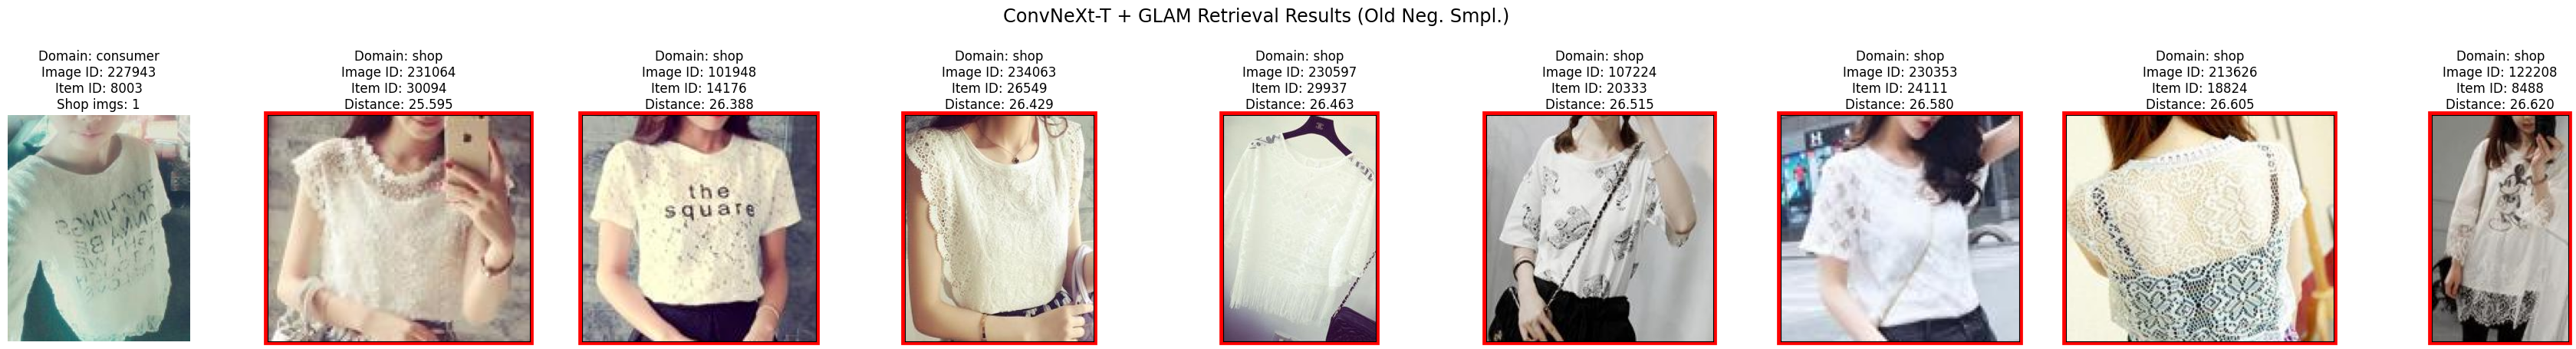 ConvNeXt-T + GLAM Retrieval Results (Old Neg. Smpl.)
Domain: consumer
Image ID: 227943
Item ID: 8003
Shop imgs: 1
Domain: shop
Image ID: 231064
Item ID: 30094
Distance: 25.595
Domain: shop
Image ID: 101948
Item ID: 14176
Distance: 26.388
Domain: shop
Image ID: 234063
Item ID: 26549
Distance: 26.429
Domain: shop
Image ID: 230597
Item ID: 29937
Distance: 26.463
Domain: shop
Image ID: 107224
Item ID: 20333
Distance: 26.515
Domain: shop
Image ID: 230353
Item ID: 24111
Distance: 26.580
Domain: shop
Image ID: 213626
Item ID: 18824
Distance: 26.605
Domain: shop
Image ID: 122208
Item ID: 8488
Distance: 26.620
the
square